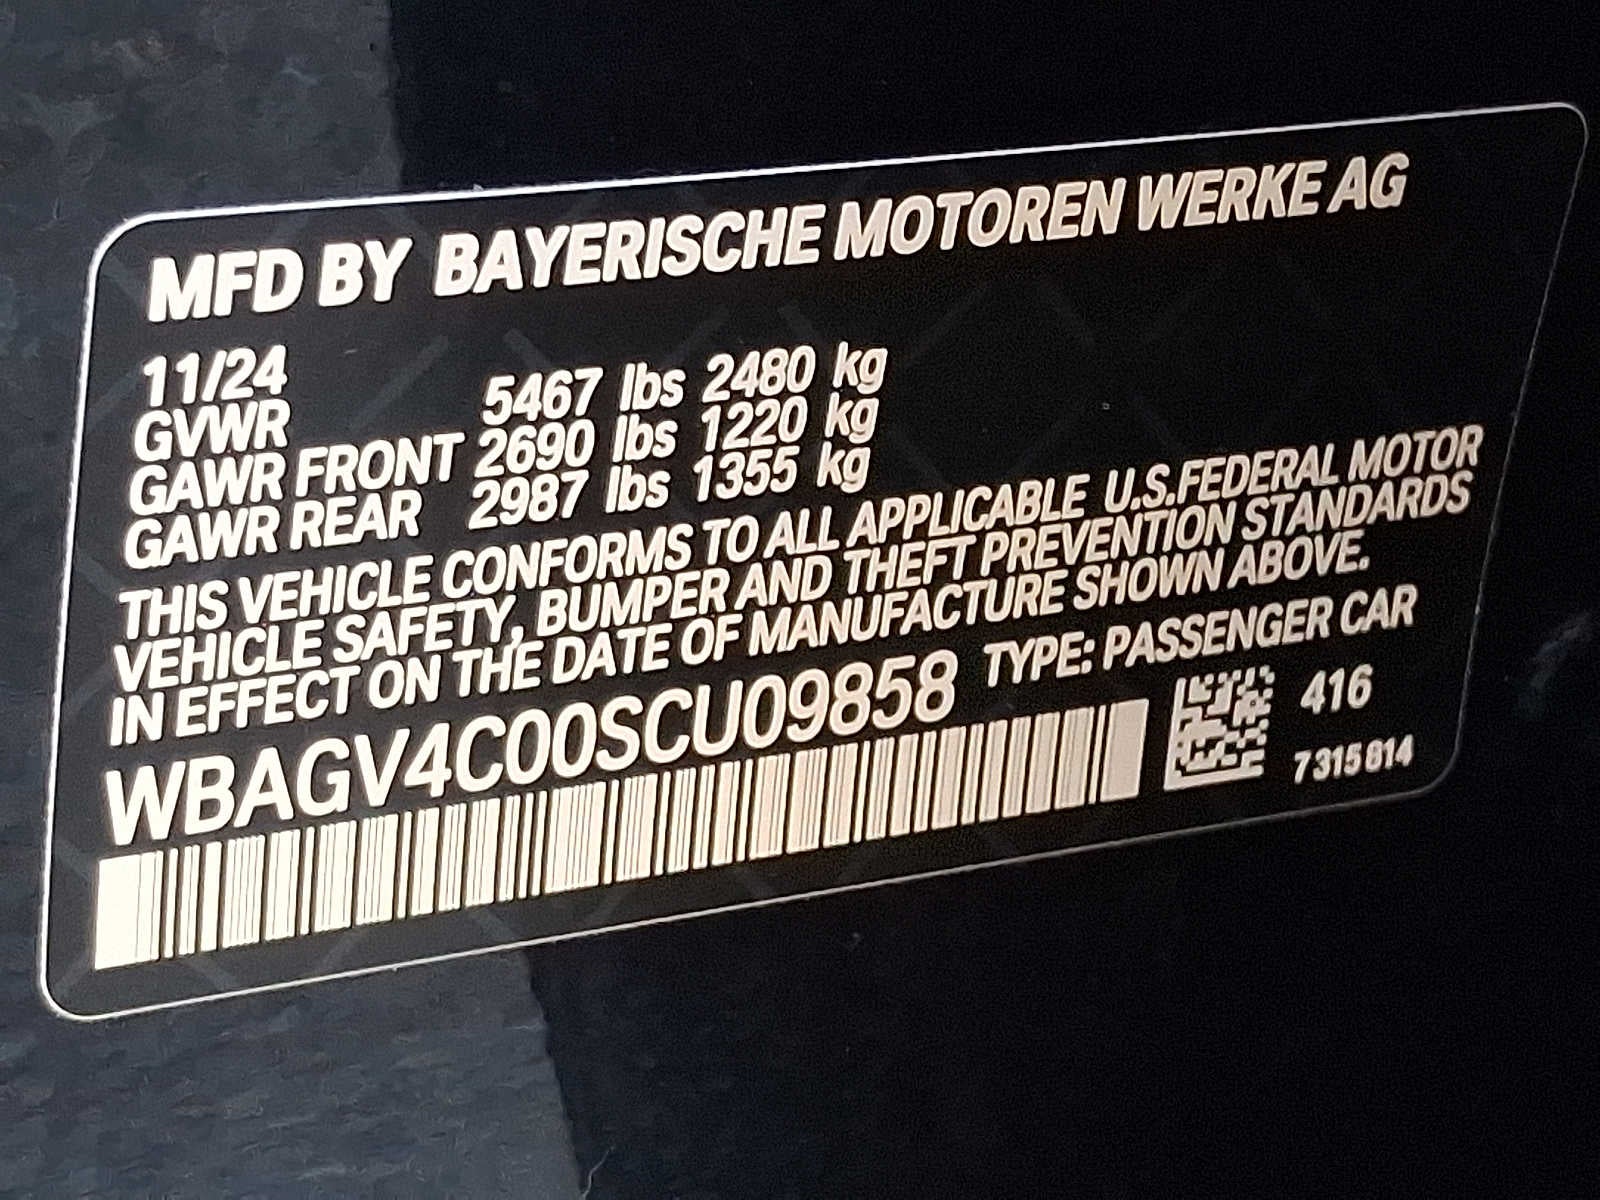 MFD BY BAYERISCHE MOTOREN WERKE AG
11/24
GVWR 5467 lbs 2480 kg
GAWR FRONT 2690 lbs 1220 kg
GAWR REAR 2987 lbs 1355 kg
THIS VEHICLE CONFORMS TO ALL APPLICABLE U.S.FEDERAL MOTOR
VEHICLE SAFETY, BUMPER AND THEFT PREVENTION STANDARDS
IN EFFECT ON THE DATE OF MANUFACTURE SHOWN ABOVE.
WBAGV4C00SCU09858 TYPE: PASSENGER CAR
416
7315814